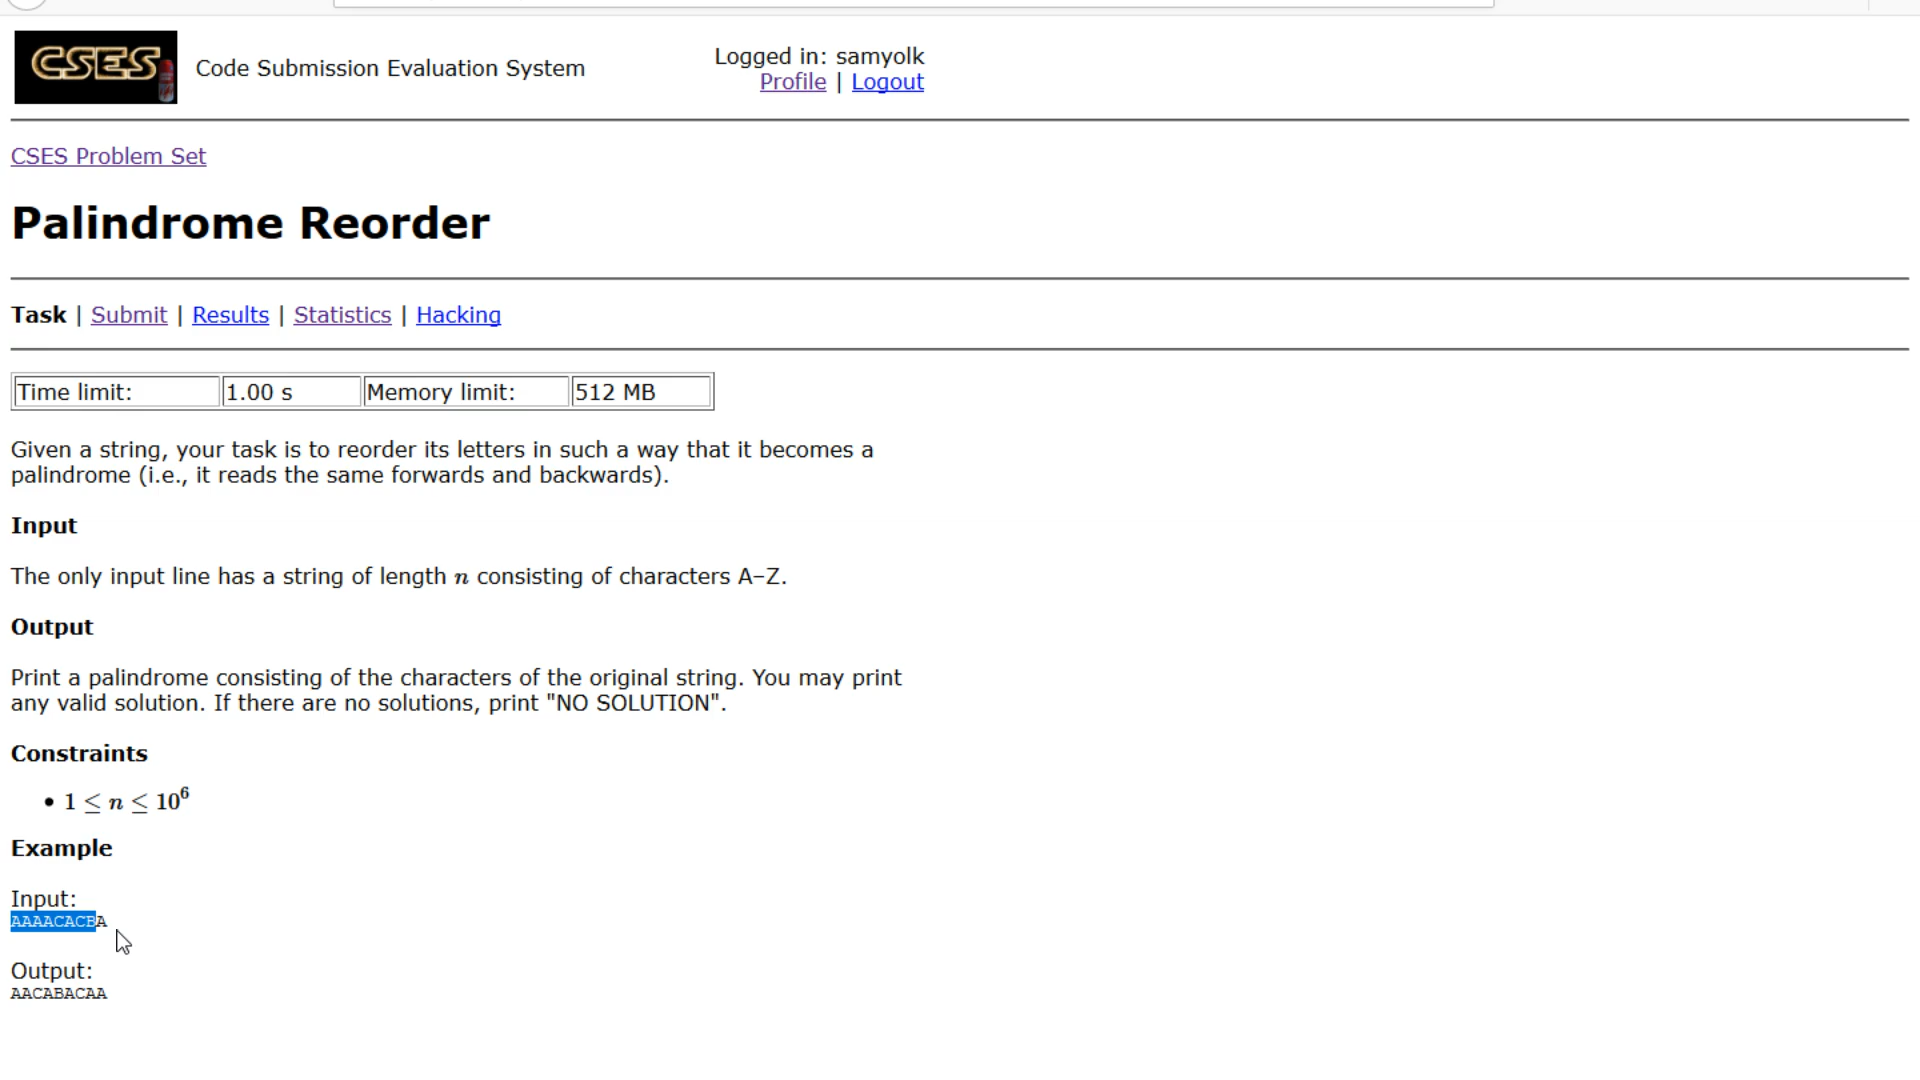 CSES
Code Submission Evaluation System
Logged in: samyolk
Profile | Logout
CSES Problem Set
Palindrome Reorder
Task | Submit | Results | Statistics | Hacking
Time limit: 1.00 s Memory limit: 512 MB
Given a string, your task is to reorder its letters in such a way that it becomes a
palindrome (i.e., it reads the same forwards and backwards).
Input
The only input line has a string of length n consisting of characters A–Z.
Output
Print a palindrome consisting of the characters of the original string. You may print
any valid solution. If there are no solutions, print "NO SOLUTION".
Constraints
• 1 ≤ n ≤ 10⁶
Example
Input:
AAAACACBA
Output:
AACABACAA